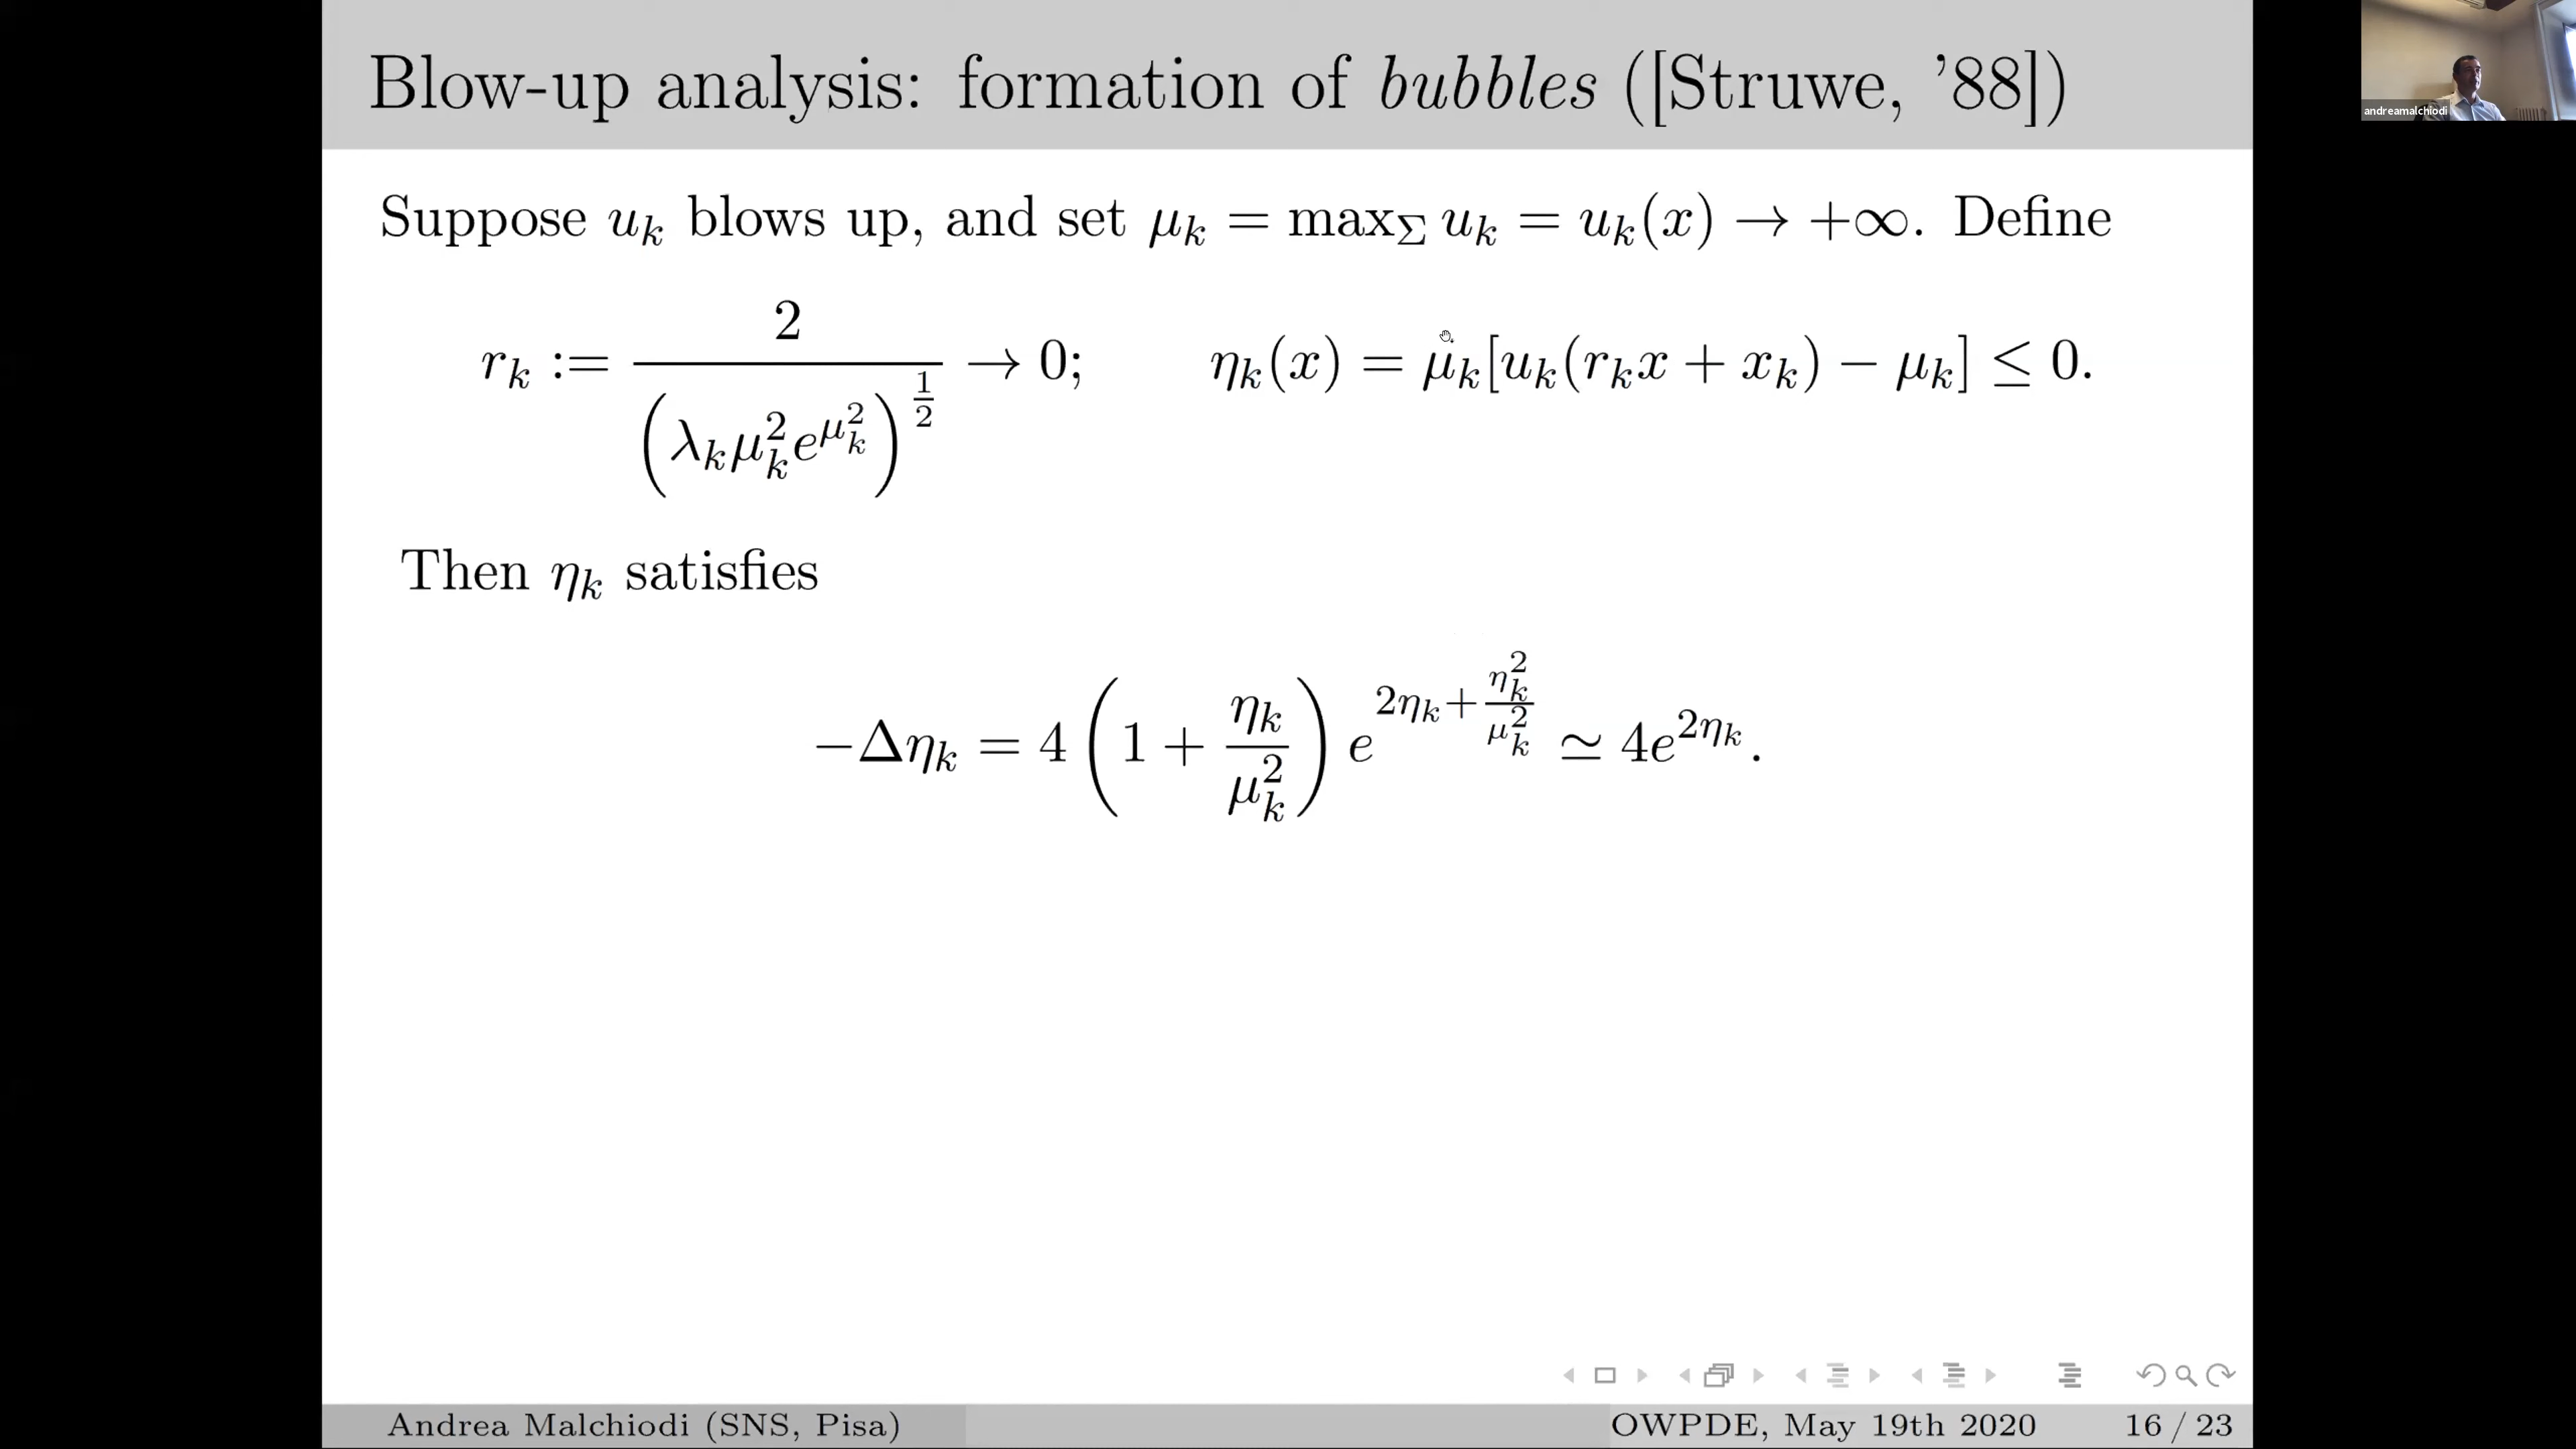 Blow-up analysis: formation of bubbles ([Struwe, '88])
andreamalchiodi
Suppose u_k blows up, and set μ_k = max_Σ u_k = u_k(x) → +∞. Define
r_k := 2 / (λ_k μ_k^2 e^{μ_k^2})^{1/2} → 0; η_k(x) = μ_k[u_k(r_k x + x_k) − μ_k] ≤ 0.
Then η_k satisfies
−Δη_k = 4 (1 + η_k/μ_k^2) e^{2η_k + η_k^2/μ_k^2} ≃ 4e^{2η_k}.
Andrea Malchiodi (SNS, Pisa) OWPDE, May 19th 2020 16 / 23